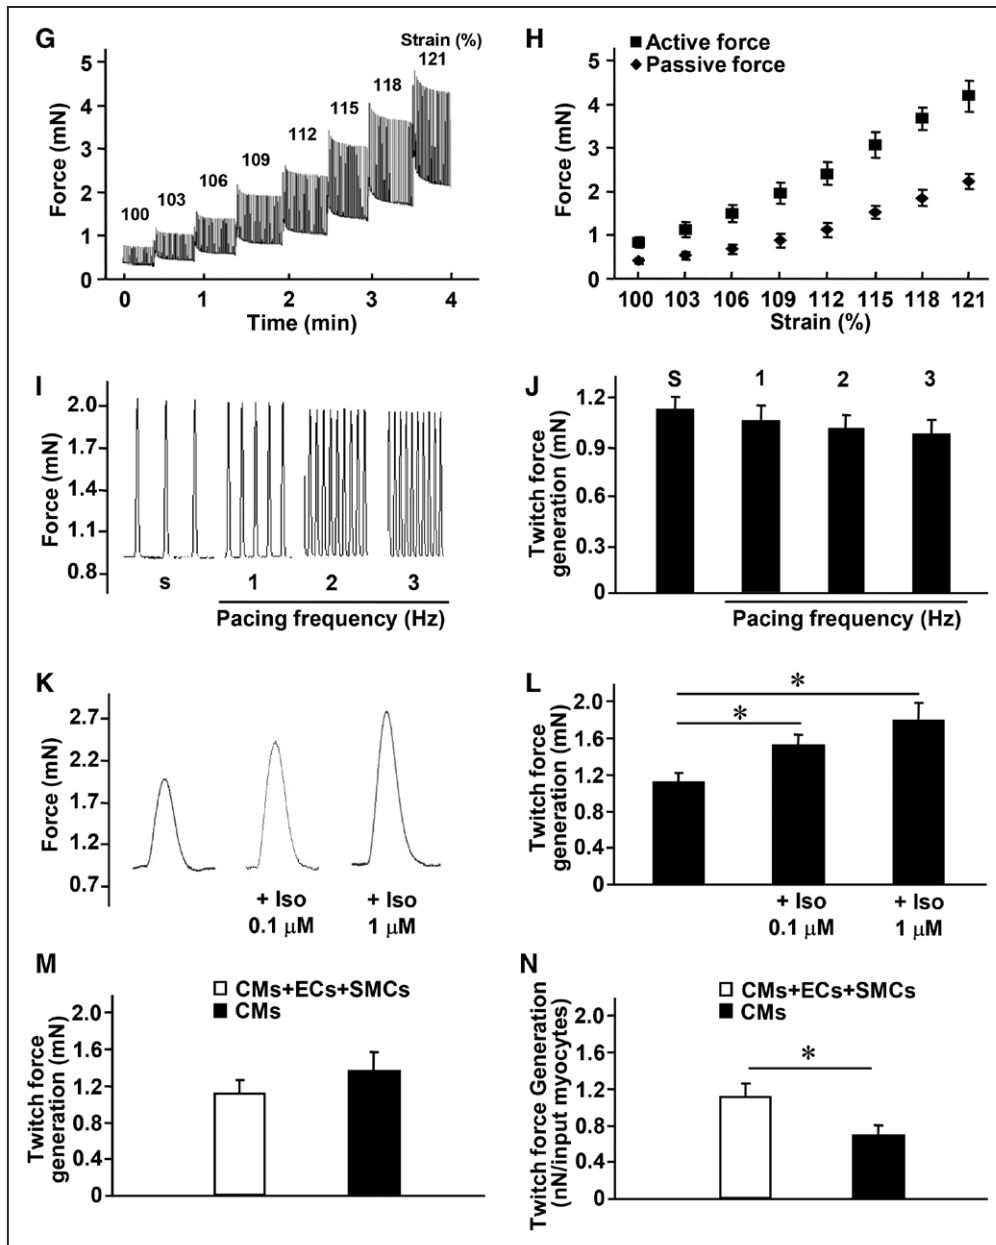 G
Strain (%)
121
118
115
112
109
106
103
100
5
4
3
2
1
0
Force (mN)
0 1 2 3 4
Time (min)
H
Active force
Passive force
5
4
3
2
1
0
Force (mN)
100 103 106 109 112 115 118 121
Strain (%)
I
2.0
1.7
1.4
1.1
0.8
Force (mN)
s 1 2 3
Pacing frequency (Hz)
J
S 1 2 3
1.2
0.9
0.6
0.3
0
Twitch force
generation (mN)
Pacing frequency (Hz)
K
2.7
2.2
1.7
1.2
0.7
Force (mN)
+ Iso
0.1 μM
+ Iso
1 μM
L
*
*
2.0
1.6
1.2
0.8
0.4
0
Twitch force
generation (mN)
+ Iso
0.1 μM
+ Iso
1 μM
M
CMs+ECs+SMCs
CMs
2.0
1.6
1.2
0.8
0.4
0
Twitch force
generation (mN)
N
CMs+ECs+SMCs
CMs
*
2.0
1.6
1.2
0.8
0.4
0
Twitch force Generation
(nN/input myocytes)